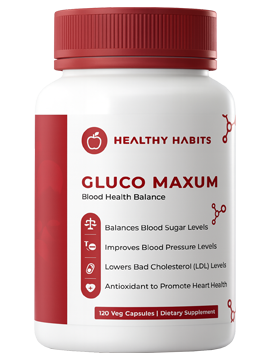 HEALTHY HABITS
GLUCO MAXUM
Blood Health Balance
Balances Blood Sugar Levels
Improves Blood Pressure Levels
Lowers Bad Cholesterol (LDL) Levels
Antioxidant to Promote Heart Health
120 Veg Capsules | Dietary Supplement